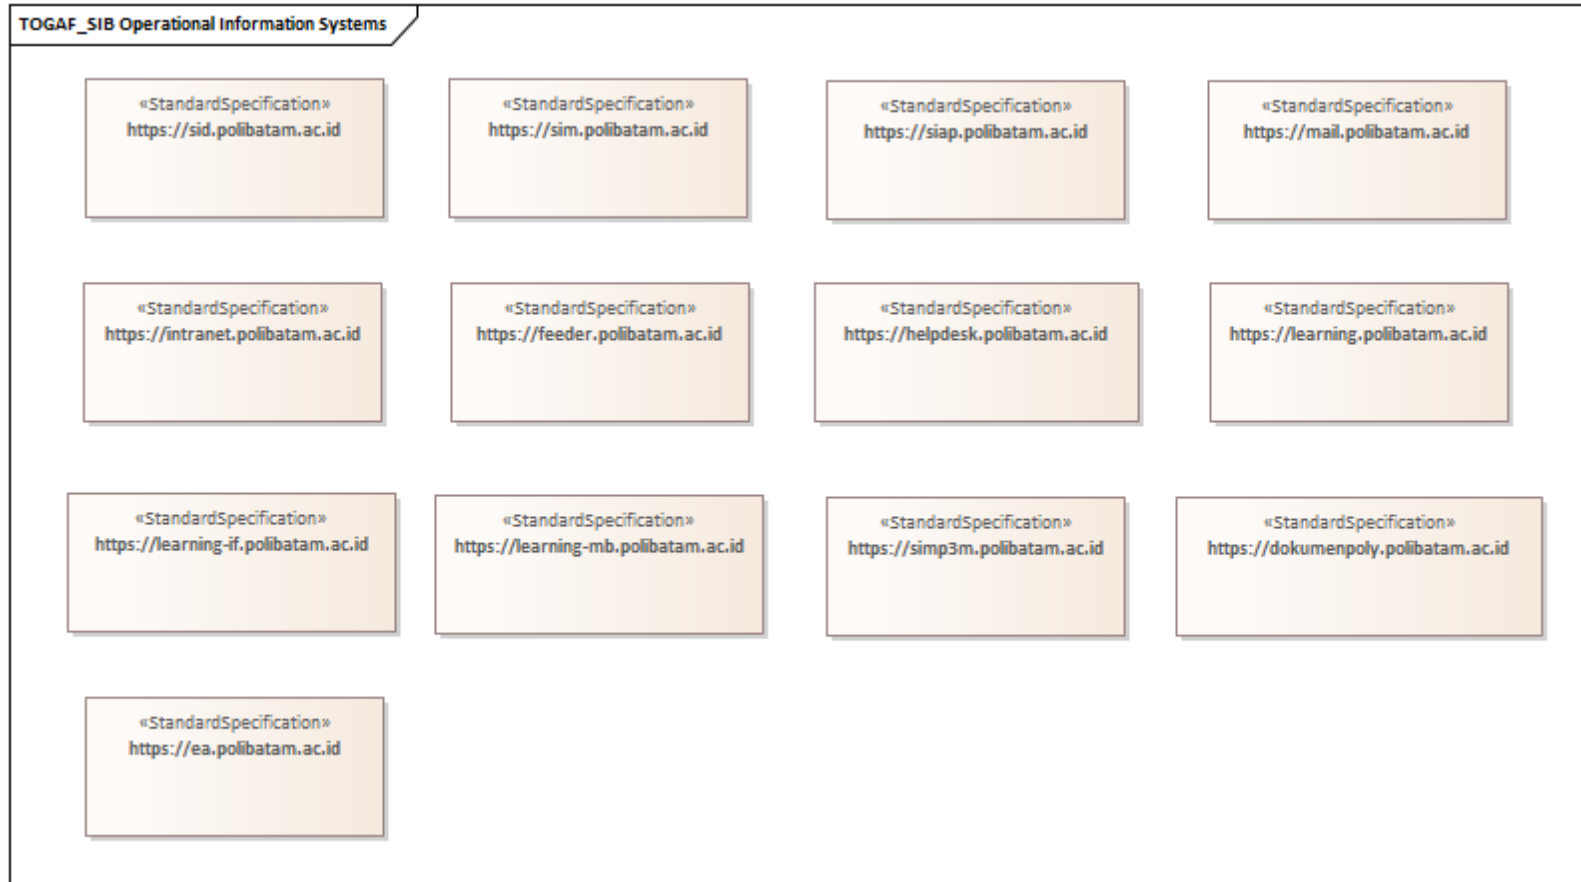 TOGAF_SIB Operational Information Systems
«StandardSpecification»
https://sid.polibatam.ac.id
«StandardSpecification»
https://sim.polibatam.ac.id
«StandardSpecification»
https://siap.polibatam.ac.id
«StandardSpecification»
https://mail.polibatam.ac.id
«StandardSpecification»
https://intranet.polibatam.ac.id
«StandardSpecification»
https://feeder.polibatam.ac.id
«StandardSpecification»
https://helpdesk.polibatam.ac.id
«StandardSpecification»
https://learning.polibatam.ac.id
«StandardSpecification»
https://learning-if.polibatam.ac.id
«StandardSpecification»
https://learning-mb.polibatam.ac.id
«StandardSpecification»
https://simp3m.polibatam.ac.id
«StandardSpecification»
https://dokumenpoly.polibatam.ac.id
«StandardSpecification»
https://ea.polibatam.ac.id